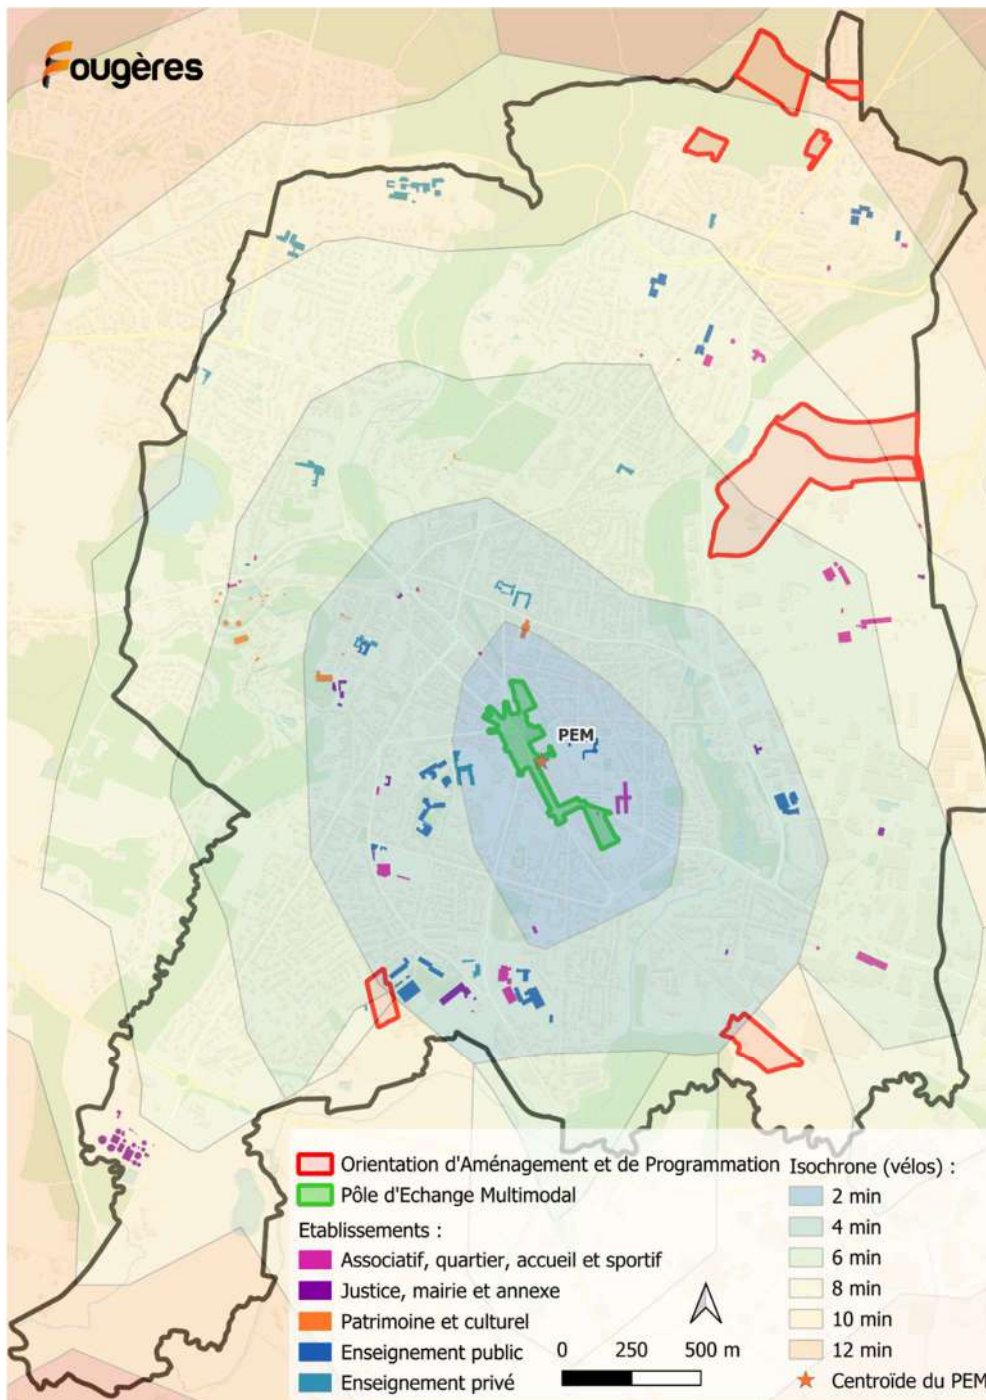 Fougères
PEM
Orientation d'Aménagement et de Programmation
Pôle d'Echange Multimodal
Etablissements :
Associatif, quartier, accueil et sportif
Justice, mairie et annexe
Patrimoine et culturel
Enseignement public
Enseignement privé
0 250 500 m
Isochrone (vélos) :
2 min
4 min
6 min
8 min
10 min
12 min
Centroïde du PEM